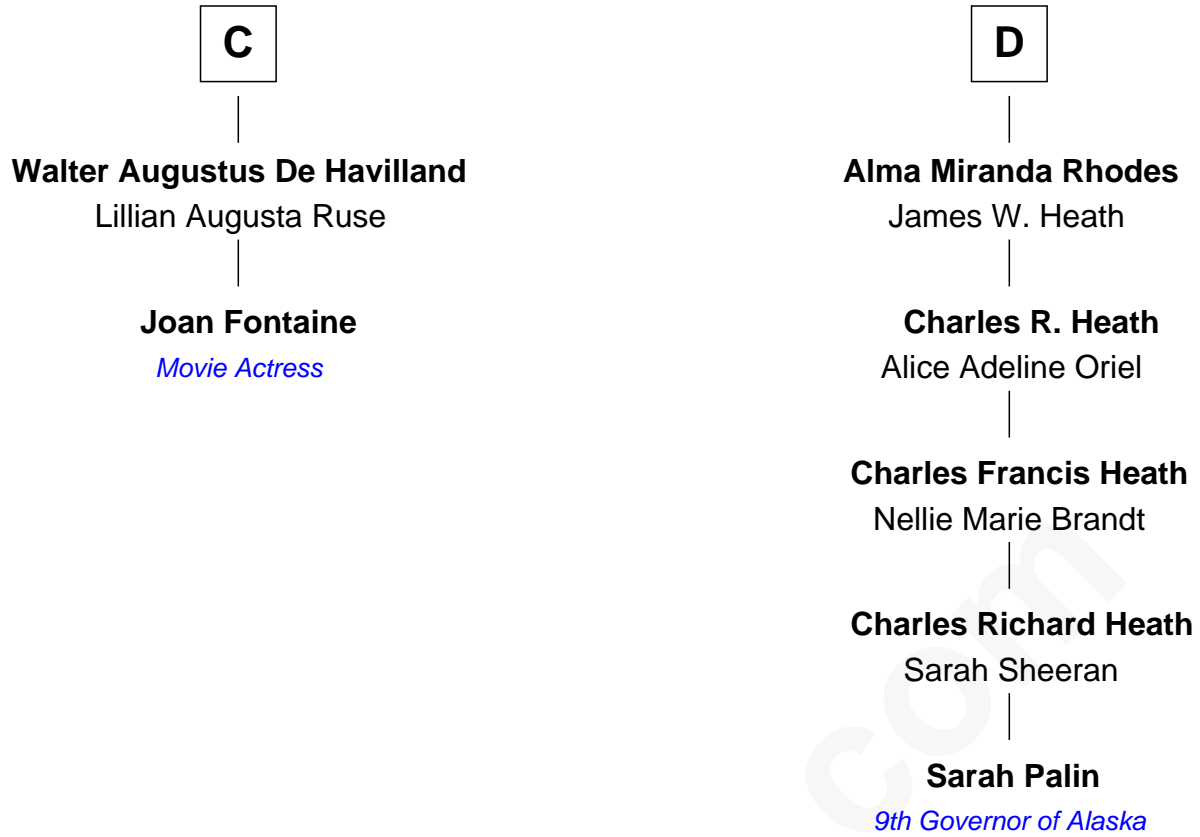 C
Walter Augustus De Havilland
Lillian Augusta Ruse
Joan Fontaine
Movie Actress
D
Alma Miranda Rhodes
James W. Heath
Charles R. Heath
Alice Adeline Oriel
Charles Francis Heath
Nellie Marie Brandt
Charles Richard Heath
Sarah Sheeran
Sarah Palin
9th Governor of Alaska
com